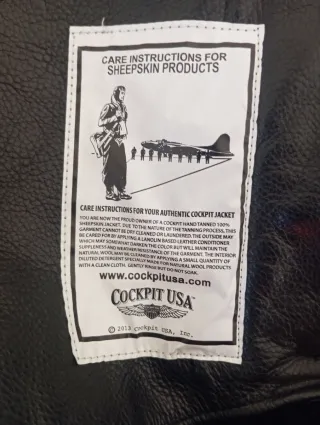 CARE INSTRUCTIONS FOR
SHEEPSKIN PRODUCTS
CARE INSTRUCTIONS FOR YOUR AUTHENTIC COCKPIT JACKET
YOU ARE NOW THE PROUD OWNER OF A COCKPIT HAND TANNED 100%
SHEEPSKIN JACKET. DUE TO THE NATURE OF THE TANNING PROCESS, THIS
GARMENT CANNOT BE DRY CLEANED OR LAUNDERED. THE OUTSIDE MAY
BE CARED FOR BY APPLYING A LANOLIN BASED LEATHER CONDITIONER
WHICH MAY SOMEWHAT DARKEN THE COLOR BUT WILL MAINTAIN THE
SUPPLENESS AND WEATHER RESISTANCE OF THE GARMENT. THE INTERIOR
NATURAL WOOL MAY BE CLEANED BY APPLYING A SMALL QUANTITY OF
DILUTED DETERGENT SPECIALLY MADE FOR NATURAL WOOL PRODUCTS
WITH A CLEAN CLOTH. GENTLY RINSE BUT DO NOT SOAK.
www.cockpitusa.com
COCKPIT USA™
© 2013 Cockpit USA, Inc.